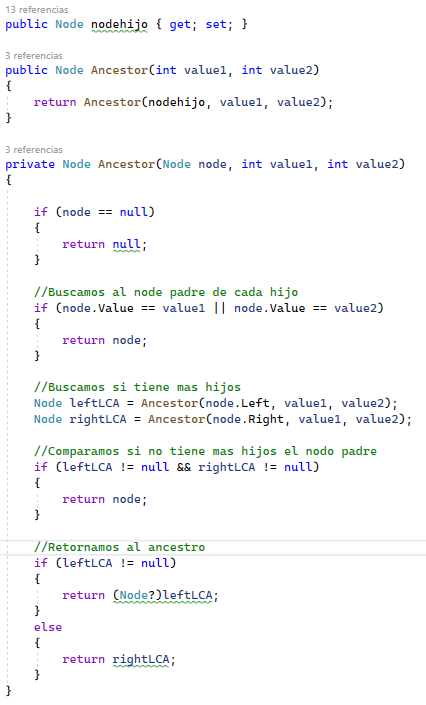 13 referencias
public Node nodehijo { get; set; }
3 referencias
public Node Ancestor(int value1, int value2)
{
    return Ancestor(nodehijo, value1, value2);
}
3 referencias
private Node Ancestor(Node node, int value1, int value2)
{
    if (node == null)
    {
        return null;
    }
    //Buscamos al node padre de cada hijo
    if (node.Value == value1 || node.Value == value2)
    {
        return node;
    }
    //Buscamos si tiene mas hijos
    Node leftLCA = Ancestor(node.Left, value1, value2);
    Node rightLCA = Ancestor(node.Right, value1, value2);
    //Comparamos si no tiene mas hijos el nodo padre
    if (leftLCA != null && rightLCA != null)
    {
        return node;
    }
    //Retornamos al ancestro
    if (leftLCA != null)
    {
        return (Node?)leftLCA;
    }
    else
    {
        return rightLCA;
    }
}